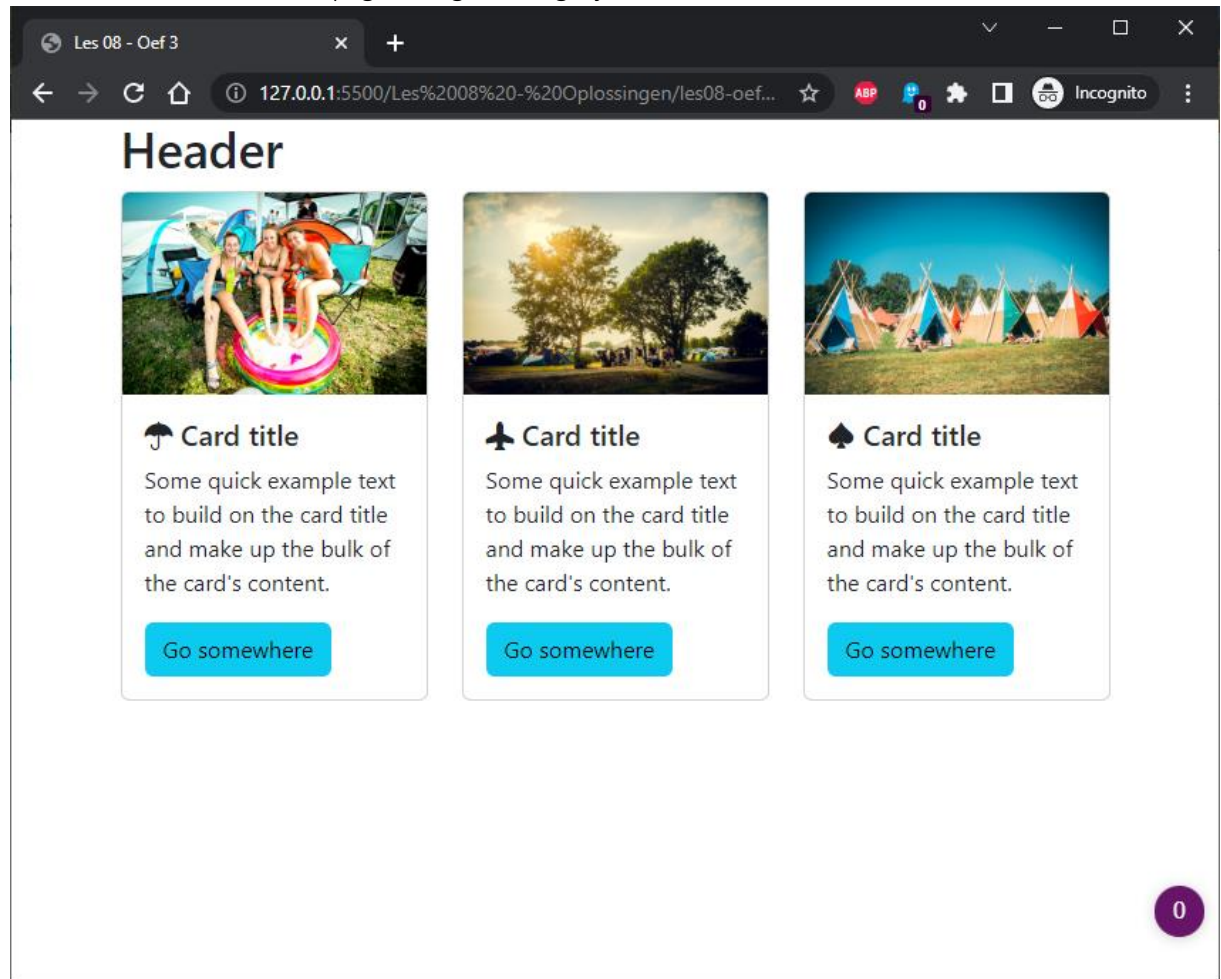 Les 08 - Oef 3
127.0.0.1:5500/Les%2008%20-%20Oplossingen/les08-oef...
ABP
0
Incognito
Header
Card title
Some quick example text
to build on the card title
and make up the bulk of
the card's content.
Go somewhere
Card title
Some quick example text
to build on the card title
and make up the bulk of
the card's content.
Go somewhere
Card title
Some quick example text
to build on the card title
and make up the bulk of
the card's content.
Go somewhere
0